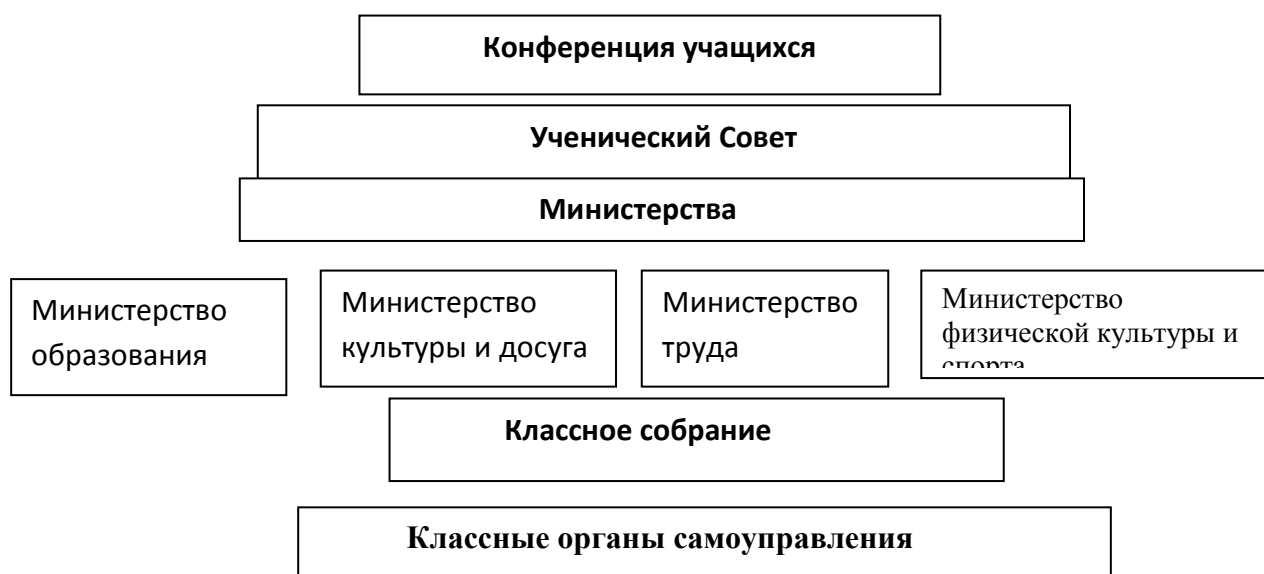 Конференция учащихся
Ученический Совет
Министерства
Министерство
образования
Министерство
культуры и досуга
Министерство
труда
Министерство
физической культуры и
спорта
Классное собрание
Классные органы самоуправления